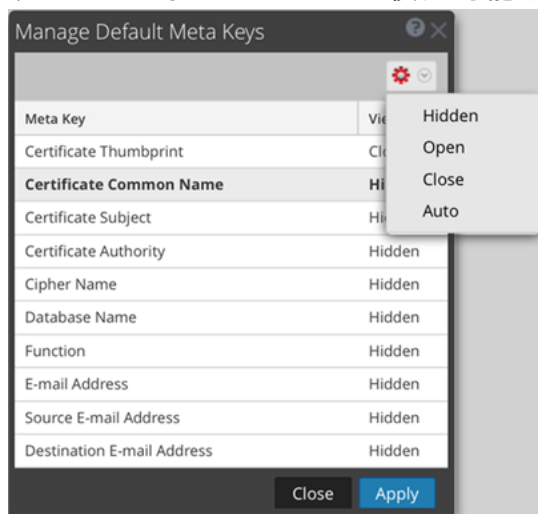 Manage Default Meta Keys
Hidden
Open
Close
Auto
Meta Key
Certificate Thumbprint
Certificate Common Name
Certificate Subject
Certificate Authority Hidden
Cipher Name Hidden
Database Name Hidden
Function Hidden
E-mail Address Hidden
Source E-mail Address Hidden
Destination E-mail Address Hidden
Close Apply